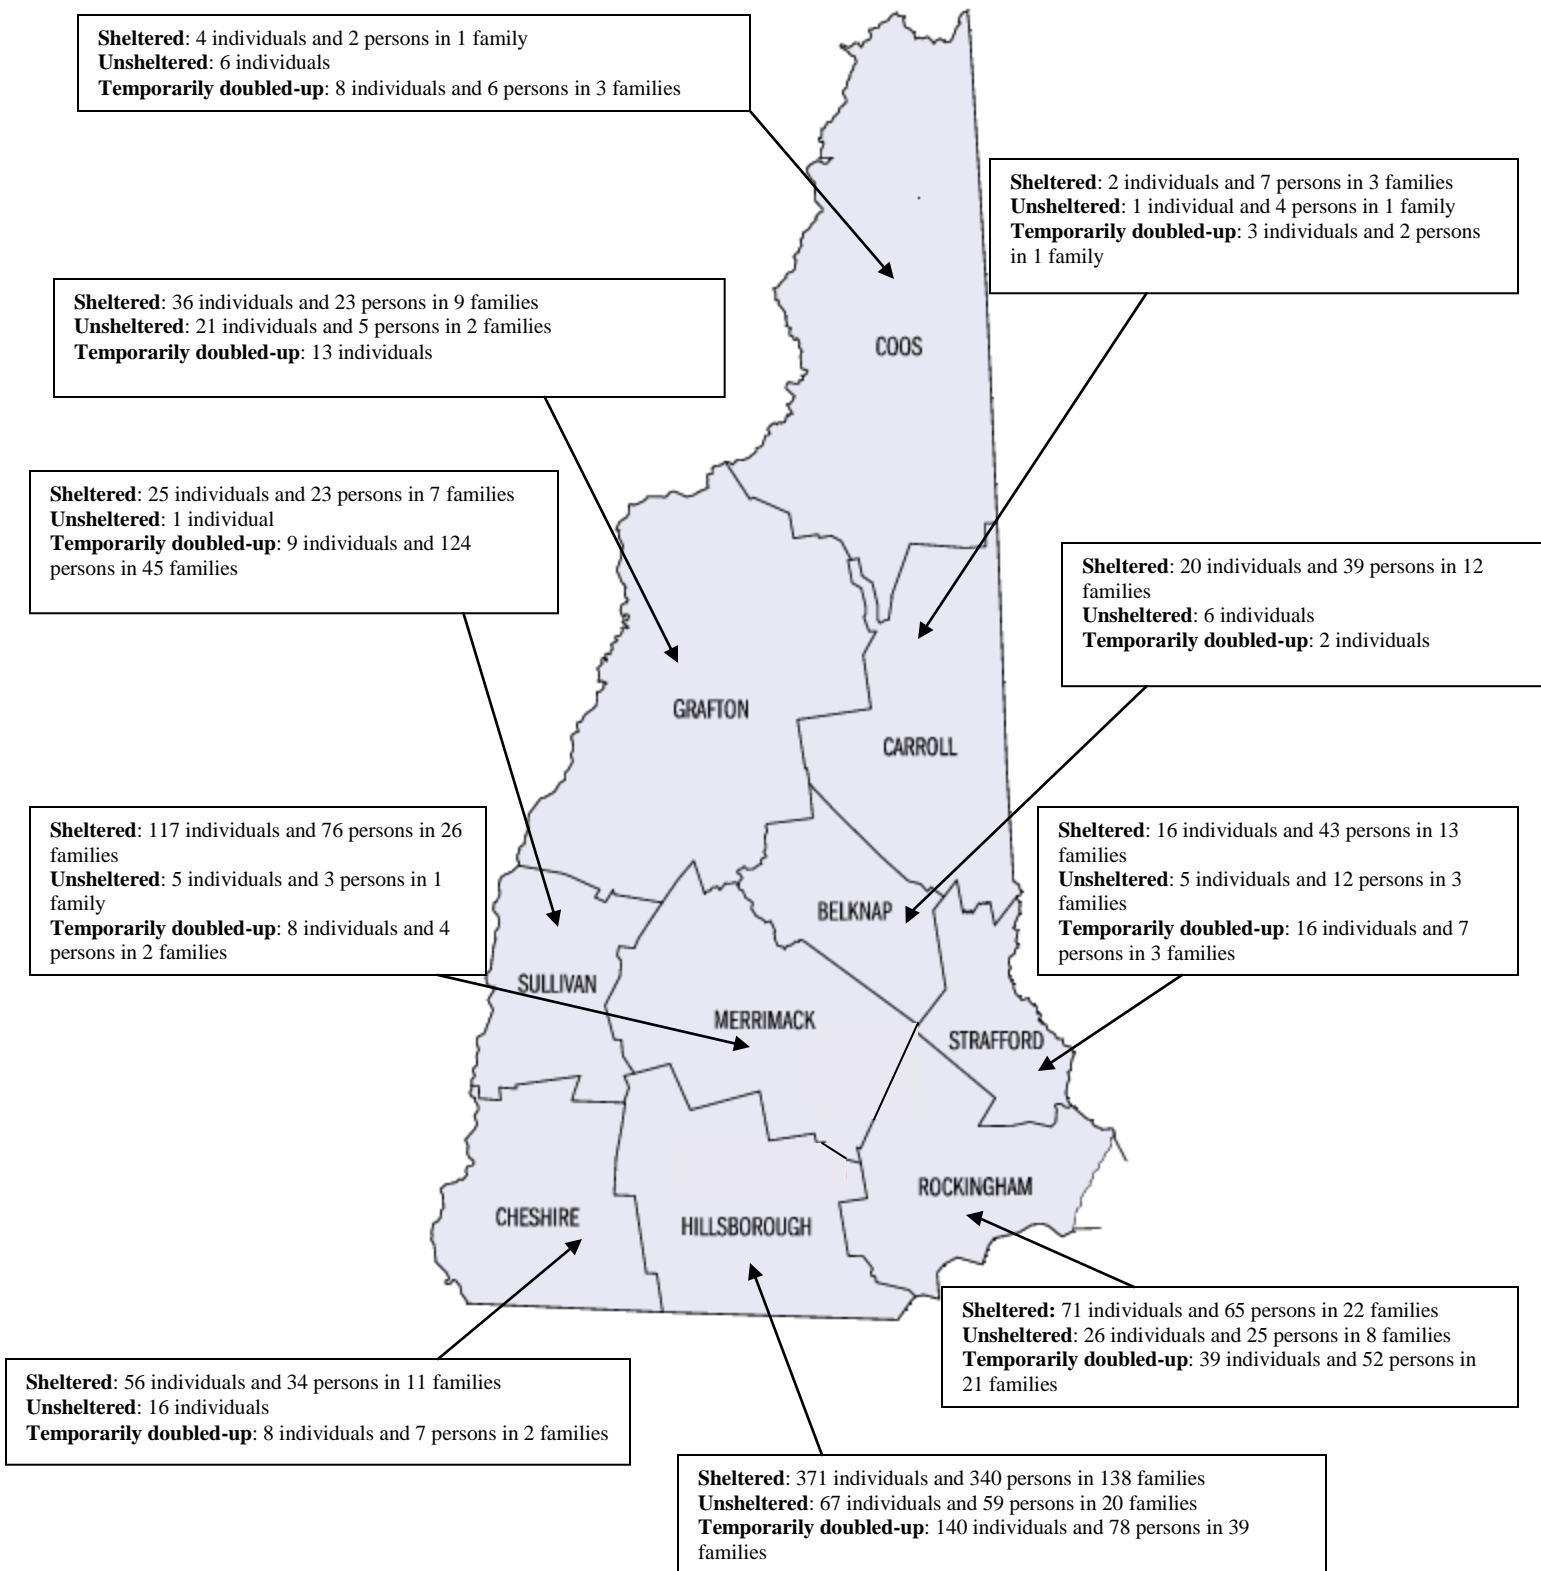 Sheltered: 4 individuals and 2 persons in 1 family
Unsheltered: 6 individuals
Temporarily doubled-up: 8 individuals and 6 persons in 3 families
Sheltered: 2 individuals and 7 persons in 3 families
Unsheltered: 1 individual and 4 persons in 1 family
Temporarily doubled-up: 3 individuals and 2 persons
in 1 family
Sheltered: 36 individuals and 23 persons in 9 families
Unsheltered: 21 individuals and 5 persons in 2 families
Temporarily doubled-up: 13 individuals
COOS
Sheltered: 25 individuals and 23 persons in 7 families
Unsheltered: 1 individual
Temporarily doubled-up: 9 individuals and 124
persons in 45 families
Sheltered: 20 individuals and 39 persons in 12
families
Unsheltered: 6 individuals
Temporarily doubled-up: 2 individuals
GRAFTON
CARROLL
Sheltered: 117 individuals and 76 persons in 26
families
Unsheltered: 5 individuals and 3 persons in 1
family
Temporarily doubled-up: 8 individuals and 4
persons in 2 families
Sheltered: 16 individuals and 43 persons in 13
families
Unsheltered: 5 individuals and 12 persons in 3
families
Temporarily doubled-up: 16 individuals and 7
persons in 3 families
BELKNAP
SULLIVAN
MERRIMACK
STRAFFORD
ROCKINGHAM
CHESHIRE
HILLSBOROUGH
Sheltered: 71 individuals and 65 persons in 22 families
Unsheltered: 26 individuals and 25 persons in 8 families
Temporarily doubled-up: 39 individuals and 52 persons in
21 families
Sheltered: 56 individuals and 34 persons in 11 families
Unsheltered: 16 individuals
Temporarily doubled-up: 8 individuals and 7 persons in 2 families
Sheltered: 371 individuals and 340 persons in 138 families
Unsheltered: 67 individuals and 59 persons in 20 families
Temporarily doubled-up: 140 individuals and 78 persons in 39
families